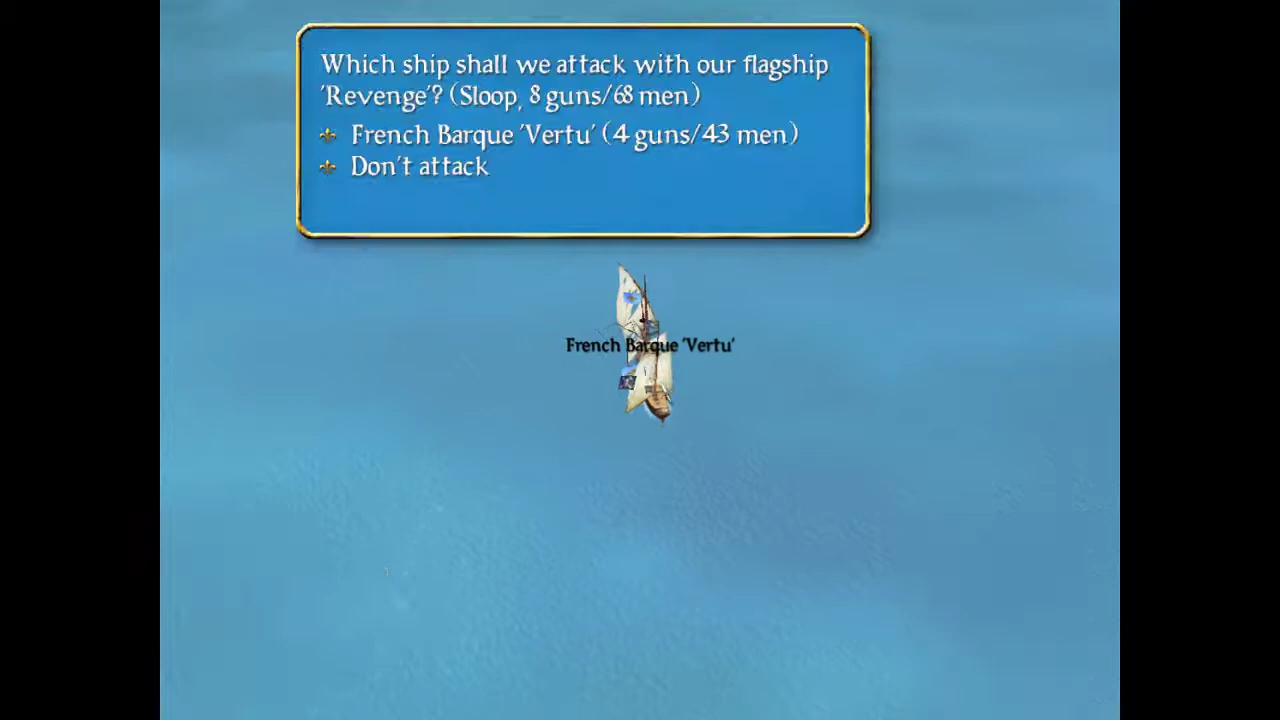 Which ship shall we attack with our flagship
'Revenge'? (Sloop, 8 guns/68 men)
French Barque 'Vertu' (4 guns/43 men)
Don't attack
French Barque 'Vertu'